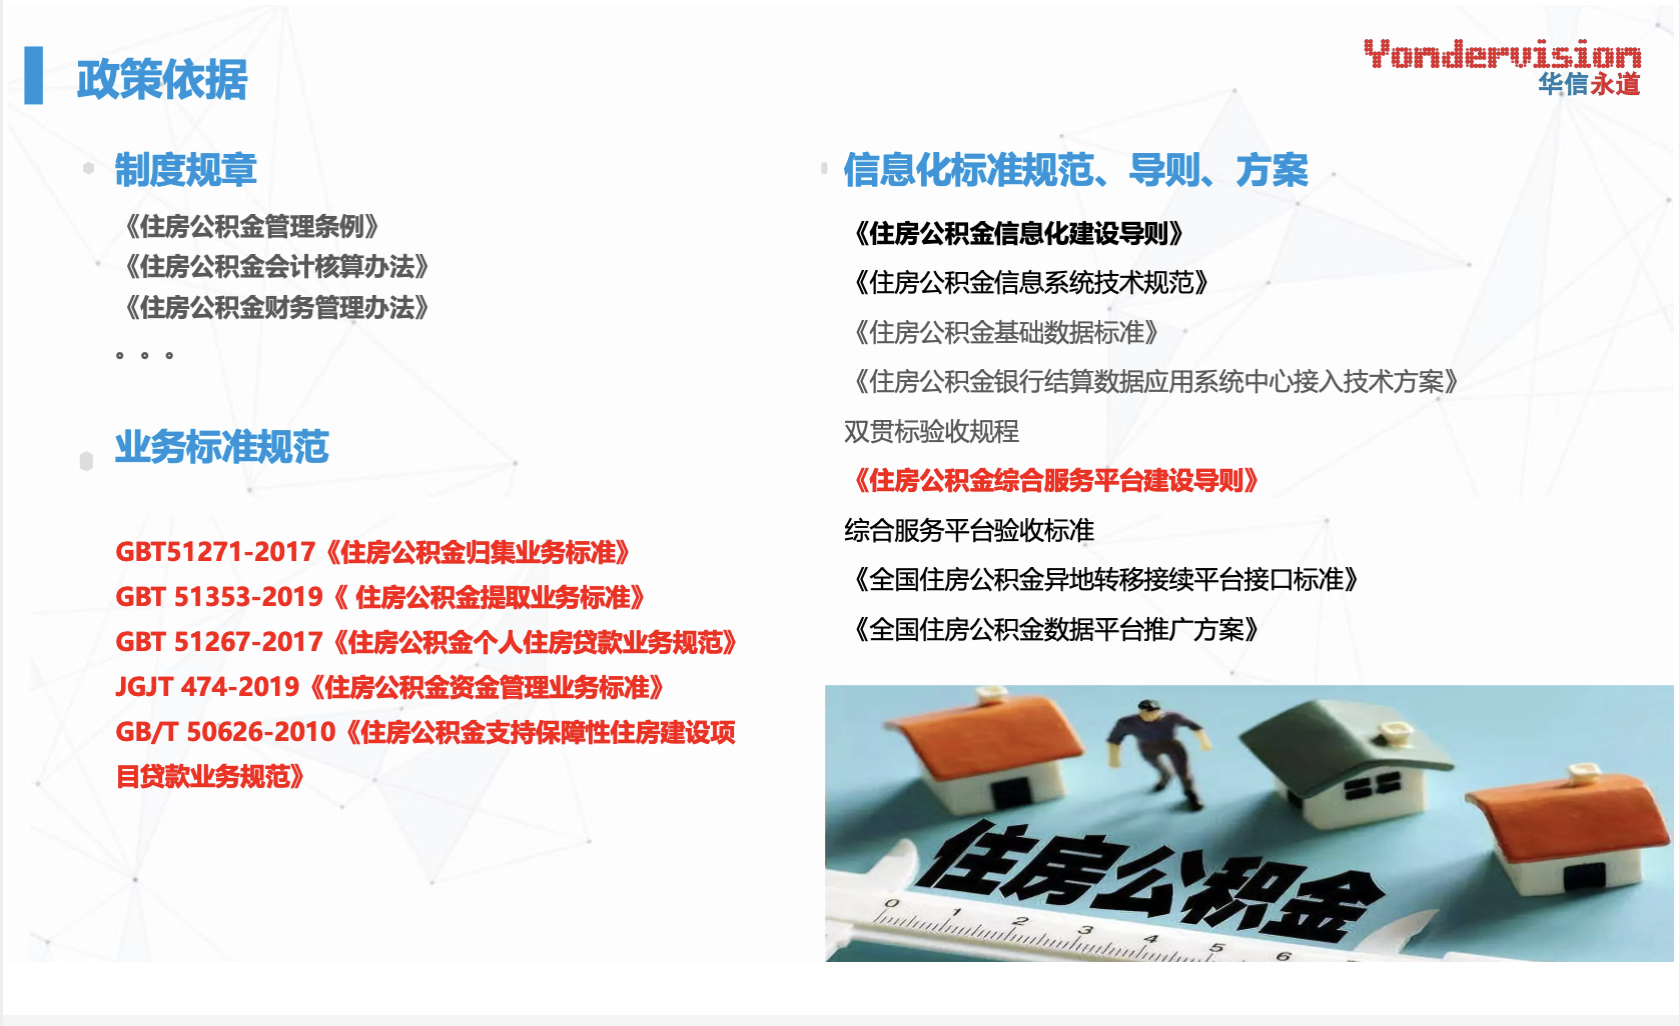 政策依据
Yondervision
华信永道
制度规章
《住房公积金管理条例》
《住房公积金会计核算办法》
《住房公积金财务管理办法》
。。。
业务标准规范
GBT51271-2017《住房公积金归集业务标准》
GBT 51353-2019《 住房公积金提取业务标准》
GBT 51267-2017《住房公积金个人住房贷款业务规范》
JGJT 474-2019《住房公积金资金管理业务标准》
GB/T 50626-2010《住房公积金支持保障性住房建设项
目贷款业务规范》
信息化标准规范、导则、方案
《住房公积金信息化建设导则》
《住房公积金信息系统技术规范》
《住房公积金基础数据标准》
《住房公积金银行结算数据应用系统中心接入技术方案》
双贯标验收规程
《住房公积金综合服务平台建设导则》
综合服务平台验收标准
《全国住房公积金异地转移接续平台接口标准》
《全国住房公积金数据平台推广方案》
住房公积金
0 1 2 3 4 5 6